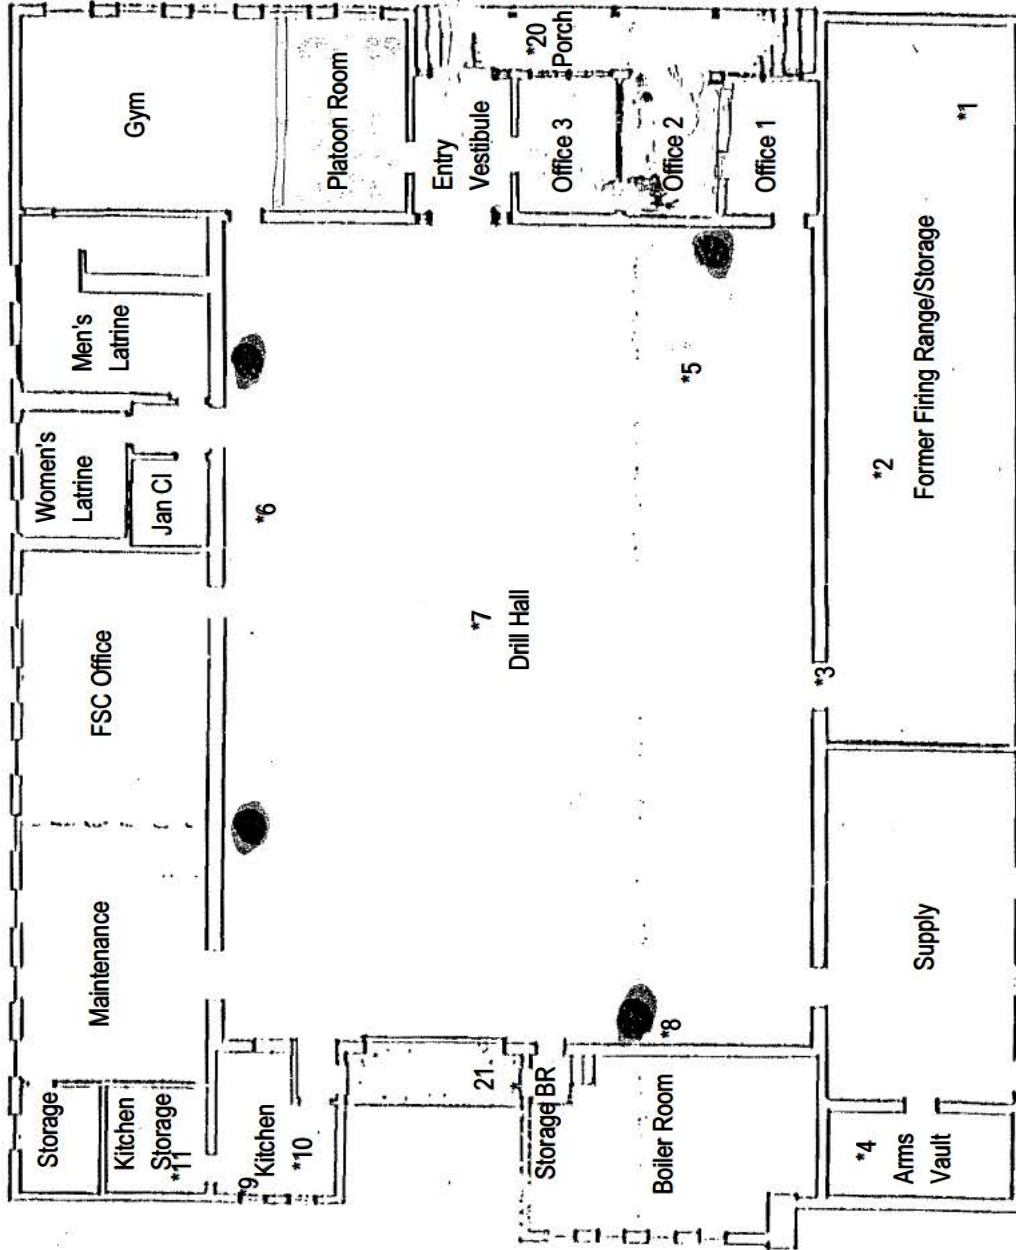 Storage
Kitchen
Storage
*11
Maintenance
FSC Office
Women's
Latrine
Jan Cl
Men's
Latrine
Gym
*9
Kitchen
*10
*6
Platoon Room
Entry
Vestibule
*7
Drill Hall
21.
*
Storage BR
Office 3
*20
Porch
Boiler Room
*8
*5
Office 2
Office 1
*3
*4
Arms
Vault
Supply
*2
Former Firing Range/Storage
*1